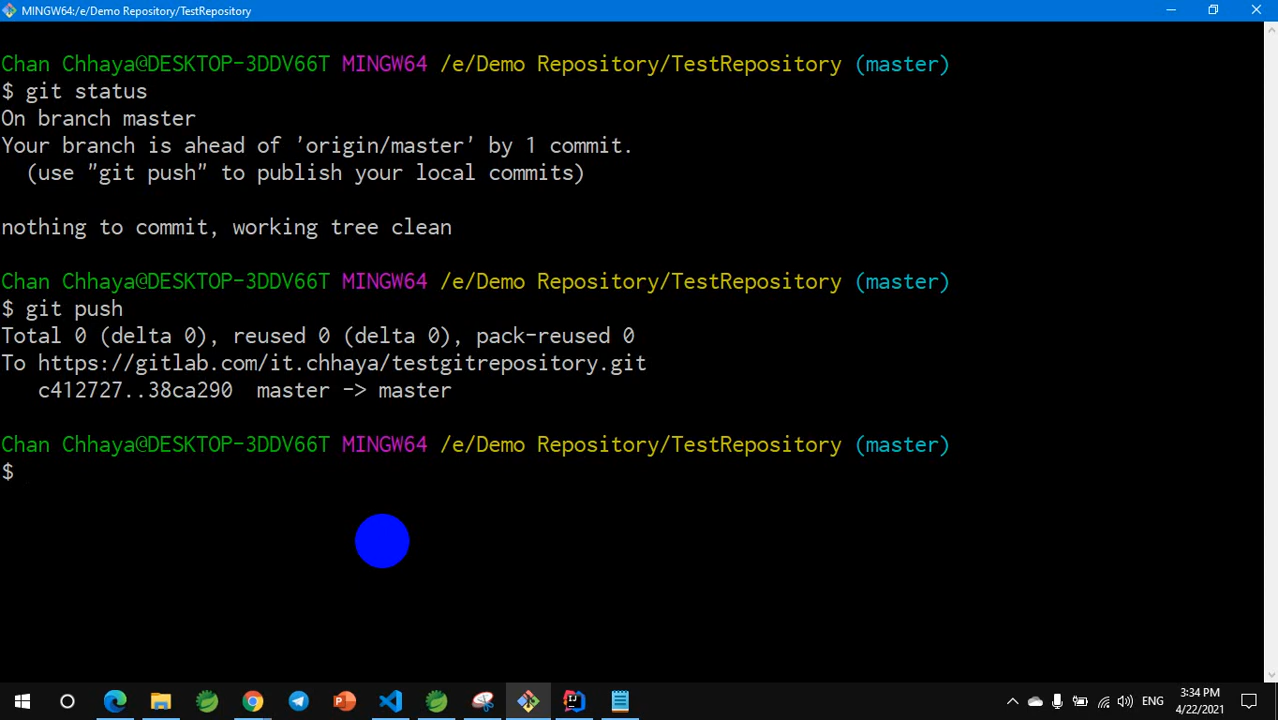 MINGW64:/e/Demo Repository/TestRepository
Chan Chhaya@DESKTOP-3DDV66T MINGW64 /e/Demo Repository/TestRepository (master)
$ git status
On branch master
Your branch is ahead of 'origin/master' by 1 commit.
(use "git push" to publish your local commits)
nothing to commit, working tree clean
Chan Chhaya@DESKTOP-3DDV66T MINGW64 /e/Demo Repository/TestRepository (master)
$ git push
Total 0 (delta 0), reused 0 (delta 0), pack-reused 0
To https://gitlab.com/it.chhaya/testgitrepository.git
c412727..38ca290  master -> master
Chan Chhaya@DESKTOP-3DDV66T MINGW64 /e/Demo Repository/TestRepository (master)
$
ENG
3:34 PM
4/22/2021